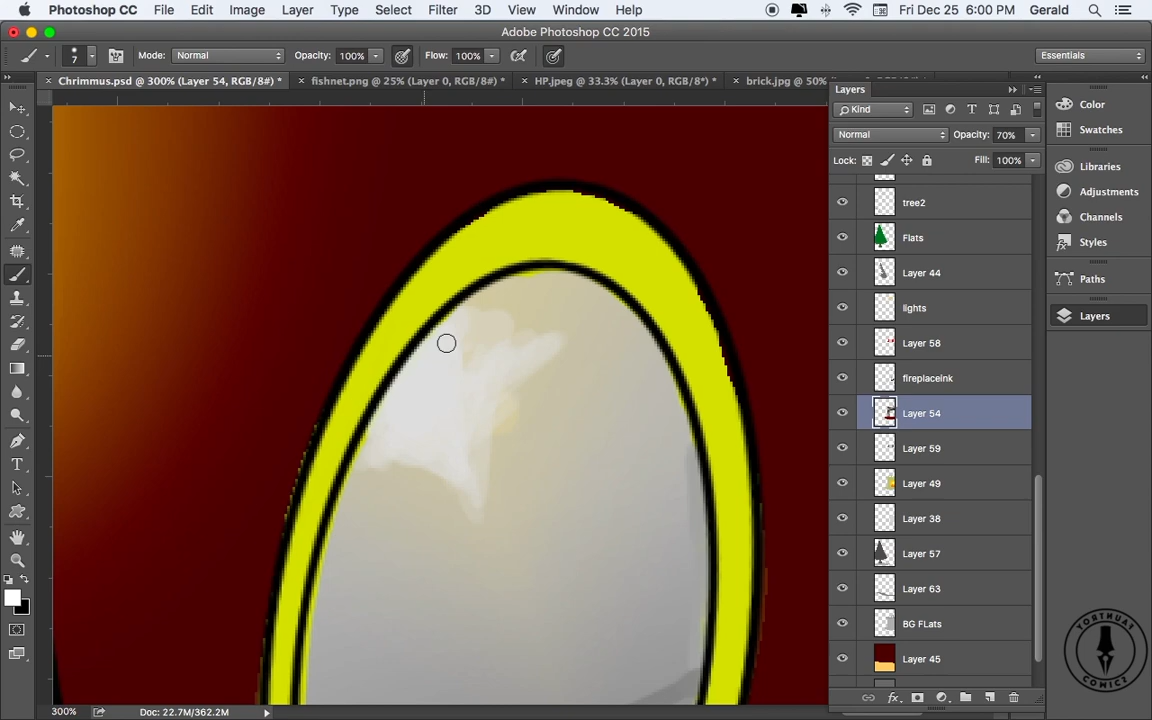 Photoshop CC File Edit Image Layer Type Select Filter 3D View Window Help Fri Dec 25 6:00 PM Gerald
Adobe Photoshop CC 2015
7 Mode: Normal Opacity: 100% Flow: 100% Essentials
Chrimmus.psd @ 300% (Layer 54, RGB/8#) * fishnet.png @ 25% (Layer 0, RGB/8#) * HP.jpeg @ 33.3% (Layer 0, RGB/8*) * brick.jpg @ 50%
Layers
Kind
Normal Opacity: 70%
Lock: Fill: 100%
tree2
Flats
Layer 44
lights
Layer 58
fireplaceink
Layer 54
Layer 59
Layer 49
Layer 38
Layer 57
Layer 63
BG FLats
Layer 45
fx
Color
Swatches
Libraries
Adjustments
Channels
Styles
Paths
Layers
YORTHUAT
COMICZ
300% Doc: 22.7M/362.2M